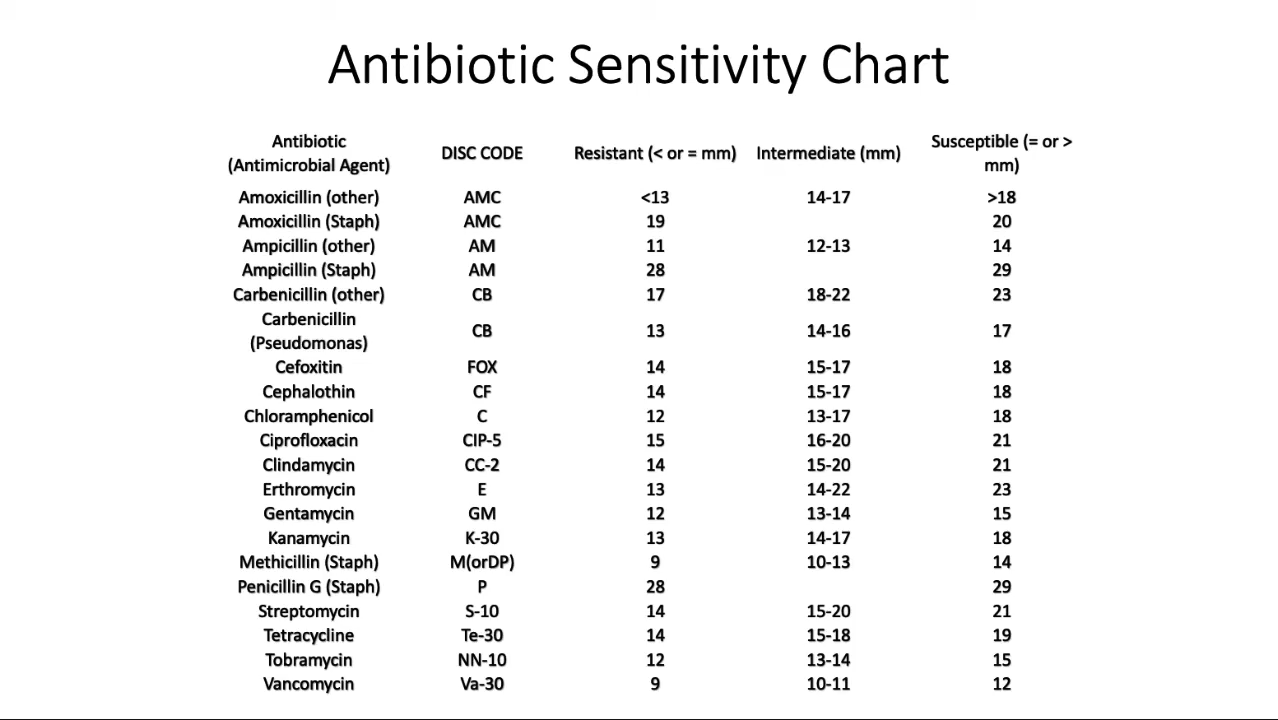 Antibiotic Sensitivity Chart
Antibiotic (Antimicrobial Agent) DISC CODE Resistant (< or = mm) Intermediate (mm) Susceptible (= or > mm)
Amoxicillin (other) AMC <13 14-17 >18
Amoxicillin (Staph) AMC 19 20
Ampicillin (other) AM 11 12-13 14
Ampicillin (Staph) AM 28 29
Carbenicillin (other) CB 17 18-22 23
Carbenicillin (Pseudomonas) CB 13 14-16 17
Cefoxitin FOX 14 15-17 18
Cephalothin CF 14 15-17 18
Chloramphenicol C 12 13-17 18
Ciprofloxacin CIP-5 15 16-20 21
Clindamycin CC-2 14 15-20 21
Erthromycin E 13 14-22 23
Gentamycin GM 12 13-14 15
Kanamycin K-30 13 14-17 18
Methicillin (Staph) M(orDP) 9 10-13 14
Penicillin G (Staph) P 28 29
Streptomycin S-10 14 15-20 21
Tetracycline Te-30 14 15-18 19
Tobramycin NN-10 12 13-14 15
Vancomycin Va-30 9 10-11 12